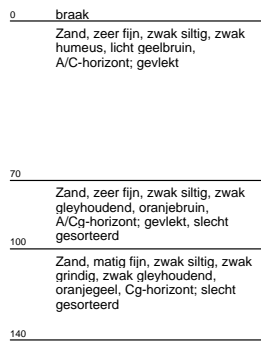 0 braak
Zand, zeer fijn, zwak siltig, zwak
humeus, licht geelbruin,
A/C-horizont; gevlekt
70
Zand, zeer fijn, zwak siltig, zwak
gleyhoudend, oranjebruin,
A/Cg-horizont; gevlekt, slecht
gesorteerd
100
Zand, matig fijn, zwak siltig, zwak
grindig, zwak gleyhoudend,
oranjegeel, Cg-horizont; slecht
gesorteerd
140